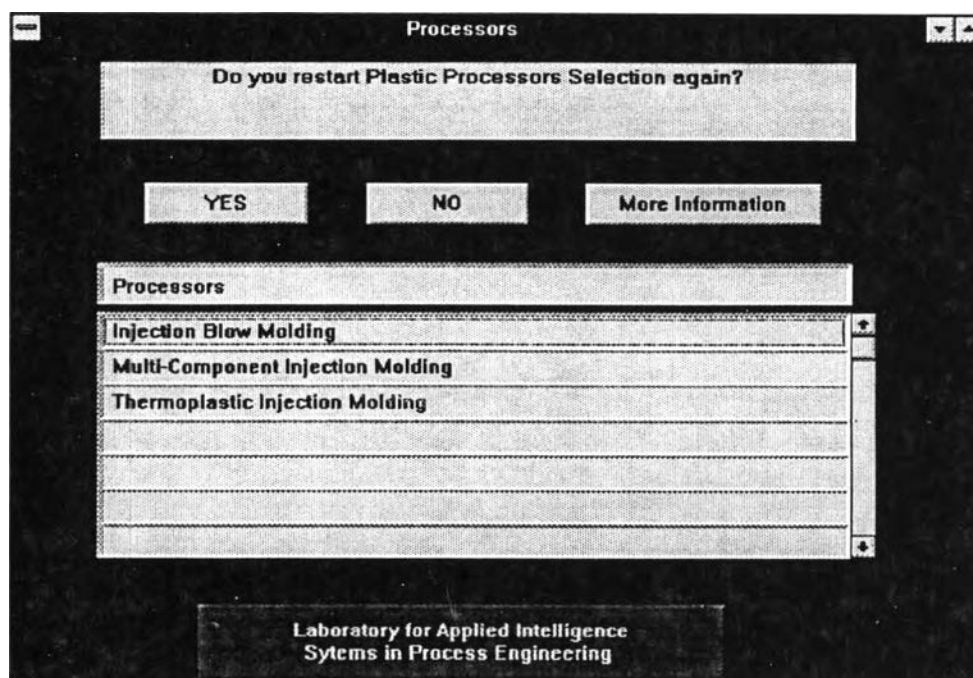 Processors
Do you restart Plastic Processors Selection again?
YES NO More Information
Processors
Injection Blow Molding
Multi-Component Injection Molding
Thermoplastic Injection Molding
Laboratory for Applied Intelligence
Sytems in Process Engineering